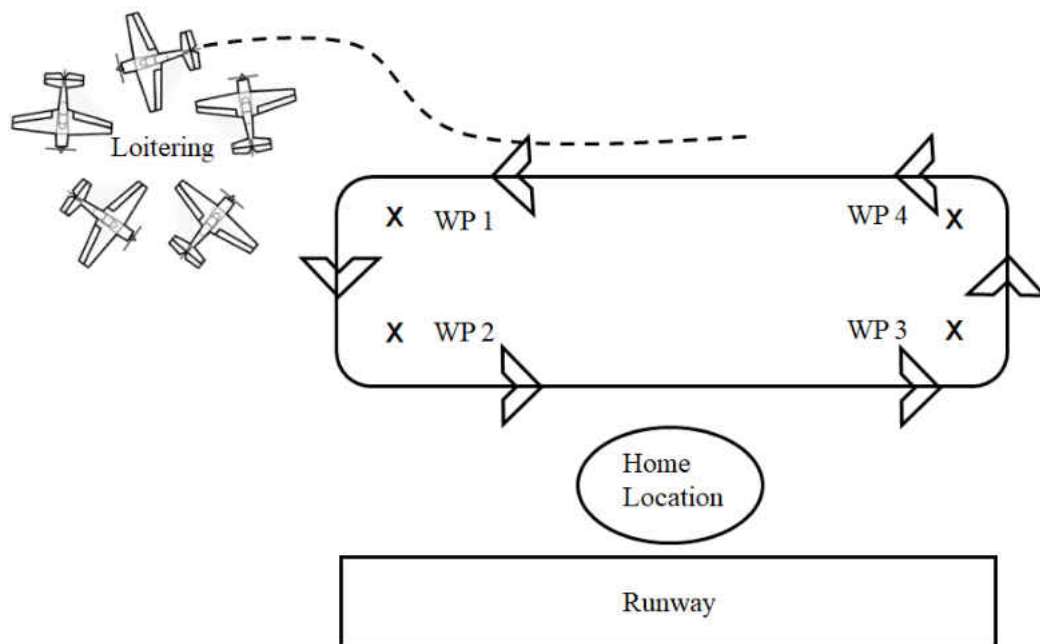 Loitering
X WP 1
WP 4 X
X WP 2
WP 3 X
Home
Location
Runway